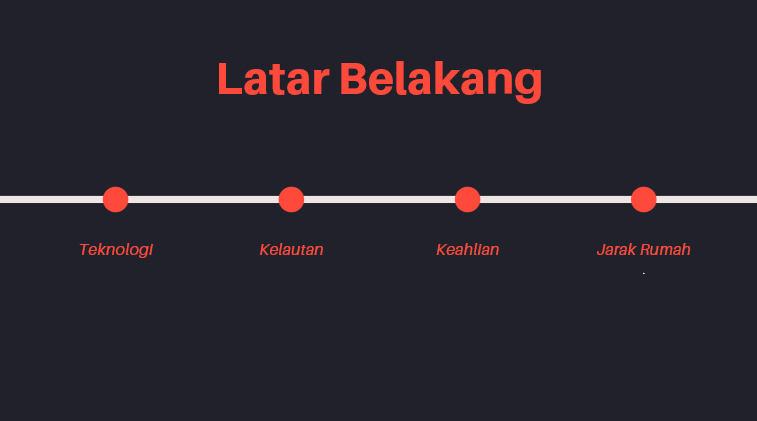 Latar Belakang
Teknologi
Kelautan
Keahlian
Jarak Rumah
.